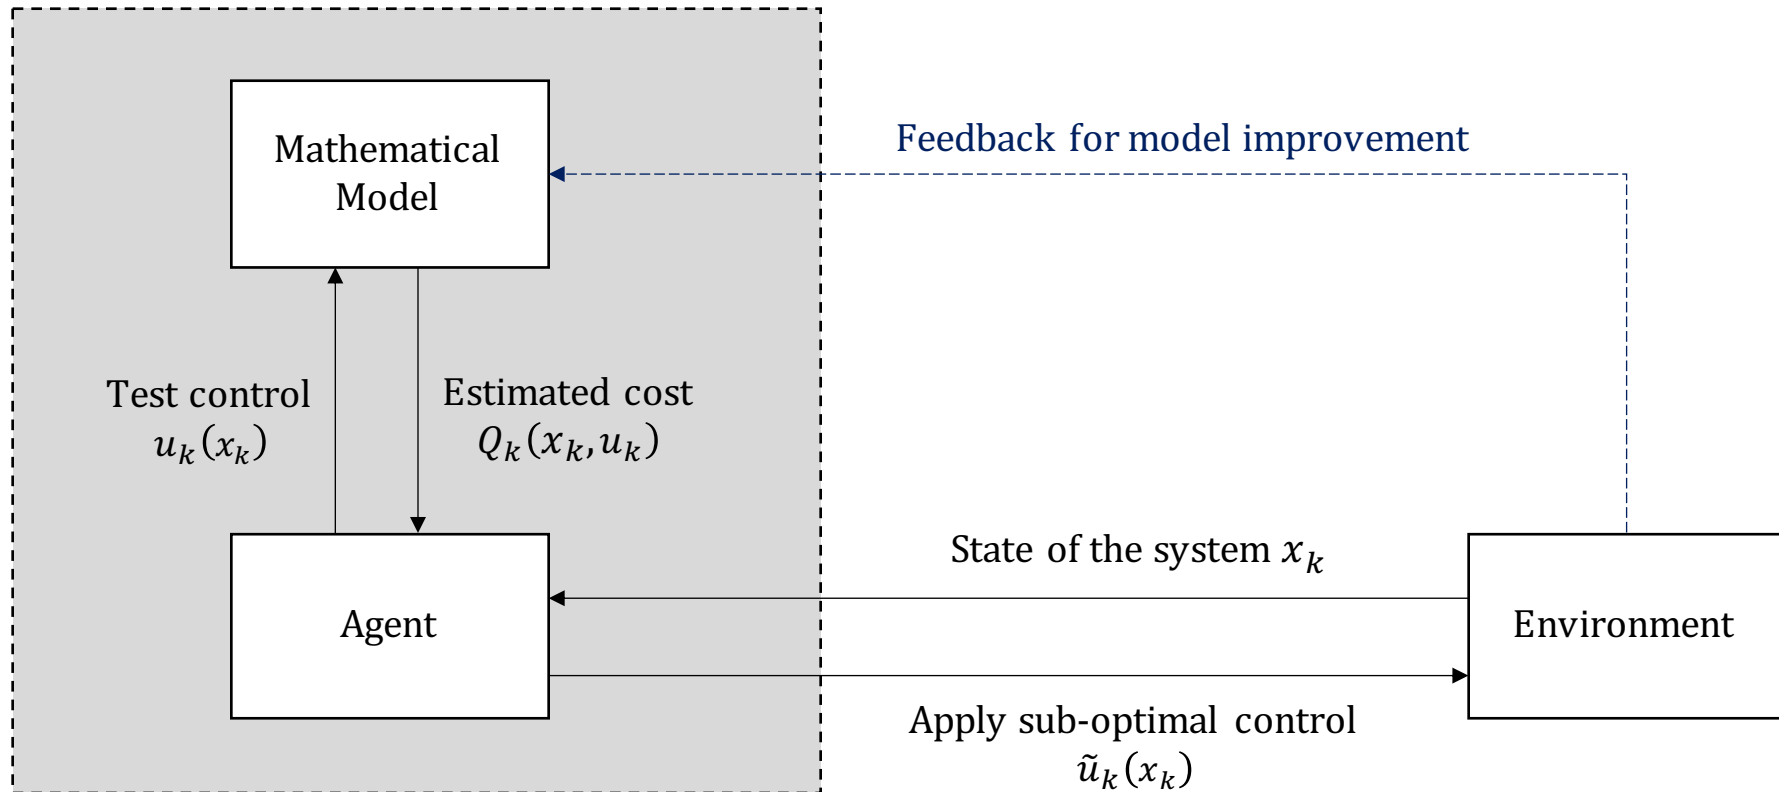 Mathematical
Model
Feedback for model improvement
Test control
u_k(x_k)
Estimated cost
Q_k(x_k, u_k)
State of the system x_k
Agent
Environment
Apply sub-optimal control
ũ_k(x_k)